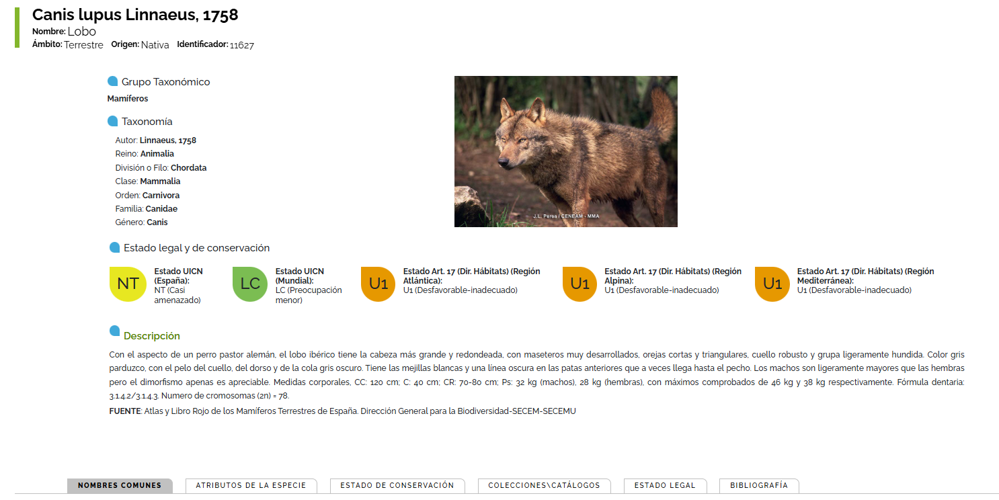 Canis lupus Linnaeus, 1758
Nombre: Lobo
Ámbito: Terrestre Origen: Nativa Identificador: 11627
Grupo Taxonómico
Mamíferos
Taxonomía
Autor: Linnaeus, 1758
Reino: Animalia
División o Filo: Chordata
Clase: Mammalia
Orden: Carnivora
Familia: Canidae
Género: Canis
J.L. Perea / CENEAM - MMA
Estado legal y de conservación
NT
Estado UICN
(España):
NT (Casi
amenazado)
LC
Estado UICN
(Mundial):
LC (Preocupación
menor)
U1
Estado Art. 17 (Dir. Hábitats) (Región
Atlántica):
U1 (Desfavorable-inadecuado)
U1
Estado Art. 17 (Dir. Hábitats) (Región
Alpina):
U1 (Desfavorable-inadecuado)
U1
Estado Art. 17 (Dir. Hábitats) (Región
Mediterránea):
U1 (Desfavorable-inadecuado)
Descripción
Con el aspecto de un perro pastor alemán, el lobo ibérico tiene la cabeza más grande y redondeada, con maseteros muy desarrollados, orejas cortas y triangulares, cuello robusto y grupa ligeramente hundida. Color gris
parduzco, con el pelo del cuello, del dorso y de la cola gris oscuro. Tiene las mejillas blancas y una línea oscura en las patas anteriores que a veces llega hasta el pecho. Los machos son ligeramente mayores que las hembras
pero el dimorfismo apenas es apreciable. Medidas corporales, CC: 120 cm; C: 40 cm; CR: 70-80 cm; Ps: 32 kg (machos), 28 kg (hembras), con máximos comprobados de 46 kg y 38 kg respectivamente. Fórmula dentaria:
3.1.4.2/3.1.4.3. Numero de cromosomas (2n) = 78.
FUENTE: Atlas y Libro Rojo de los Mamíferos Terrestres de España. Dirección General para la Biodiversidad-SECEM-SECEMU
NOMBRES COMUNES ATRIBUTOS DE LA ESPECIE ESTADO DE CONSERVACIÓN COLECCIONES\CATÁLOGOS ESTADO LEGAL BIBLIOGRAFÍA